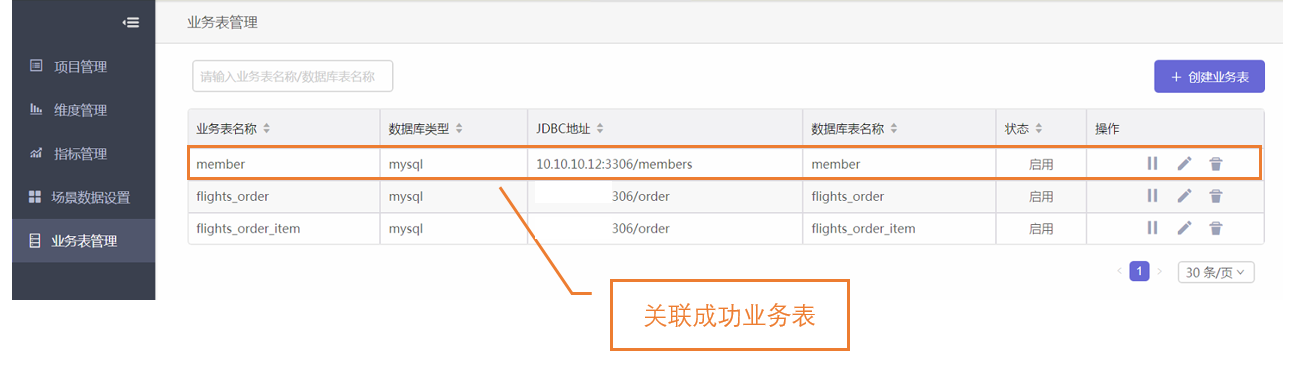 业务表管理
项目管理
维度管理
指标管理
场景数据设置
业务表管理
请输入业务表名称/数据库表名称
+ 创建业务表
业务表名称 数据库类型 JDBC地址 数据库表名称 状态 操作
member mysql 10.10.10.12:3306/members member 启用
flights_order mysql 306/order flights_order 启用
flights_order_item mysql 306/order flights_order_item 启用
< 1 > 30 条/页
关联成功业务表